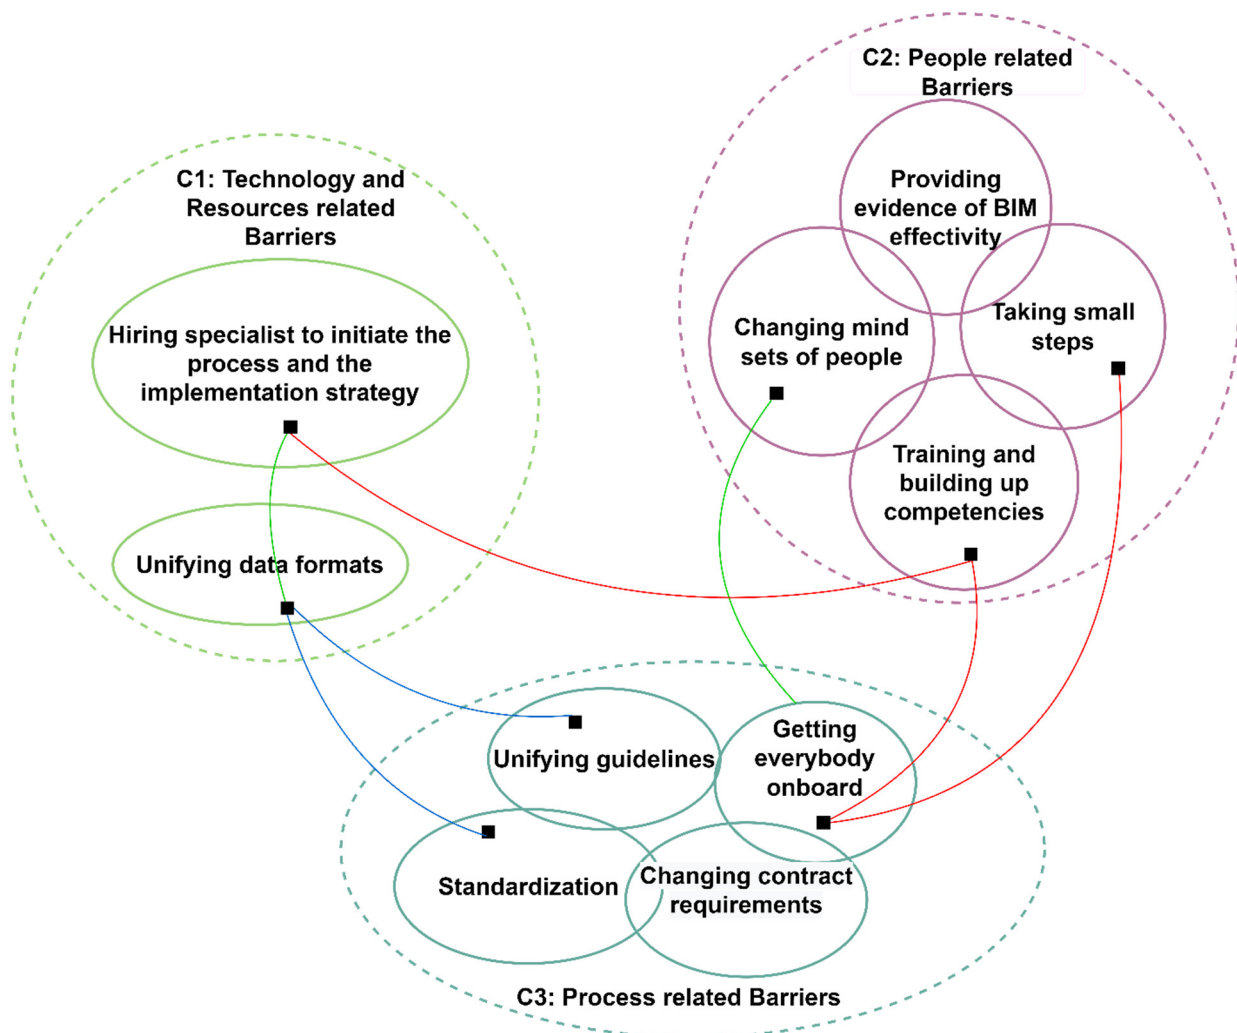 C2: People related
Barriers
Providing
evidence of BIM
effectivity
Changing mind
sets of people
Taking small
steps
Training and
building up
competencies
C1: Technology and
Resources related
Barriers
Hiring specialist to initiate the
process and the
implementation strategy
Unifying data formats
Unifying guidelines
Getting
everybody
onboard
Standardization
Changing contract
requirements
C3: Process related Barriers